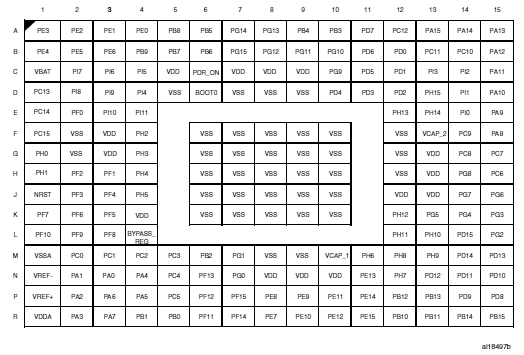 1 2 3 4 5 6 7 8 9 10 11 12 13 14 15
A PE3 PE2 PE1 PE0 PB8 PB5 PG14 PG13 PB4 PB3 PD7 PC12 PA15 PA14 PA13
B PE4 PE5 PE6 PB9 PB7 PB6 PG15 PG12 PG11 PG10 PD6 PD0 PC11 PC10 PA12
C VBAT PI7 PI6 PI5 VDD PDR_ON VDD VDD VDD PG9 PD5 PD1 PI3 PI2 PA11
D PC13 PI8 PI9 PI4 VSS BOOT0 VSS VSS VSS PD4 PD3 PD2 PH15 PI1 PA10
E PC14 PF0 PI10 PI11 PH13 PH14 PI0 PA9
F PC15 VSS VDD PH2 VSS VSS VSS VSS VSS VSS VCAP_2 PC9 PA8
G PH0 VSS VDD PH3 VSS VSS VSS VSS VSS VSS VDD PC8 PC7
H PH1 PF2 PF1 PH4 VSS VSS VSS VSS VSS VSS VDD PG8 PC6
J NRST PF3 PF4 PH5 VSS VSS VSS VSS VSS VDD VDD PG7 PG6
K PF7 PF6 PF5 VDD VSS VSS VSS VSS VSS PH12 PG5 PG4 PG3
L PF10 PF9 PF8 BYPASS_REG PH11 PH10 PD15 PG2
M VSSA PC0 PC1 PC2 PC3 PB2 PG1 VSS VSS VCAP_1 PH6 PH8 PH9 PD14 PD13
N VREF- PA1 PA0 PA4 PC4 PF13 PG0 VDD VDD VDD PE13 PH7 PD12 PD11 PD10
P VREF+ PA2 PA6 PA5 PC5 PF12 PF15 PE8 PE9 PE11 PE14 PB12 PB13 PD9 PD8
R VDDA PA3 PA7 PB1 PB0 PF11 PF14 PE7 PE10 PE12 PE15 PB10 PB11 PB14 PB15
ai18497b